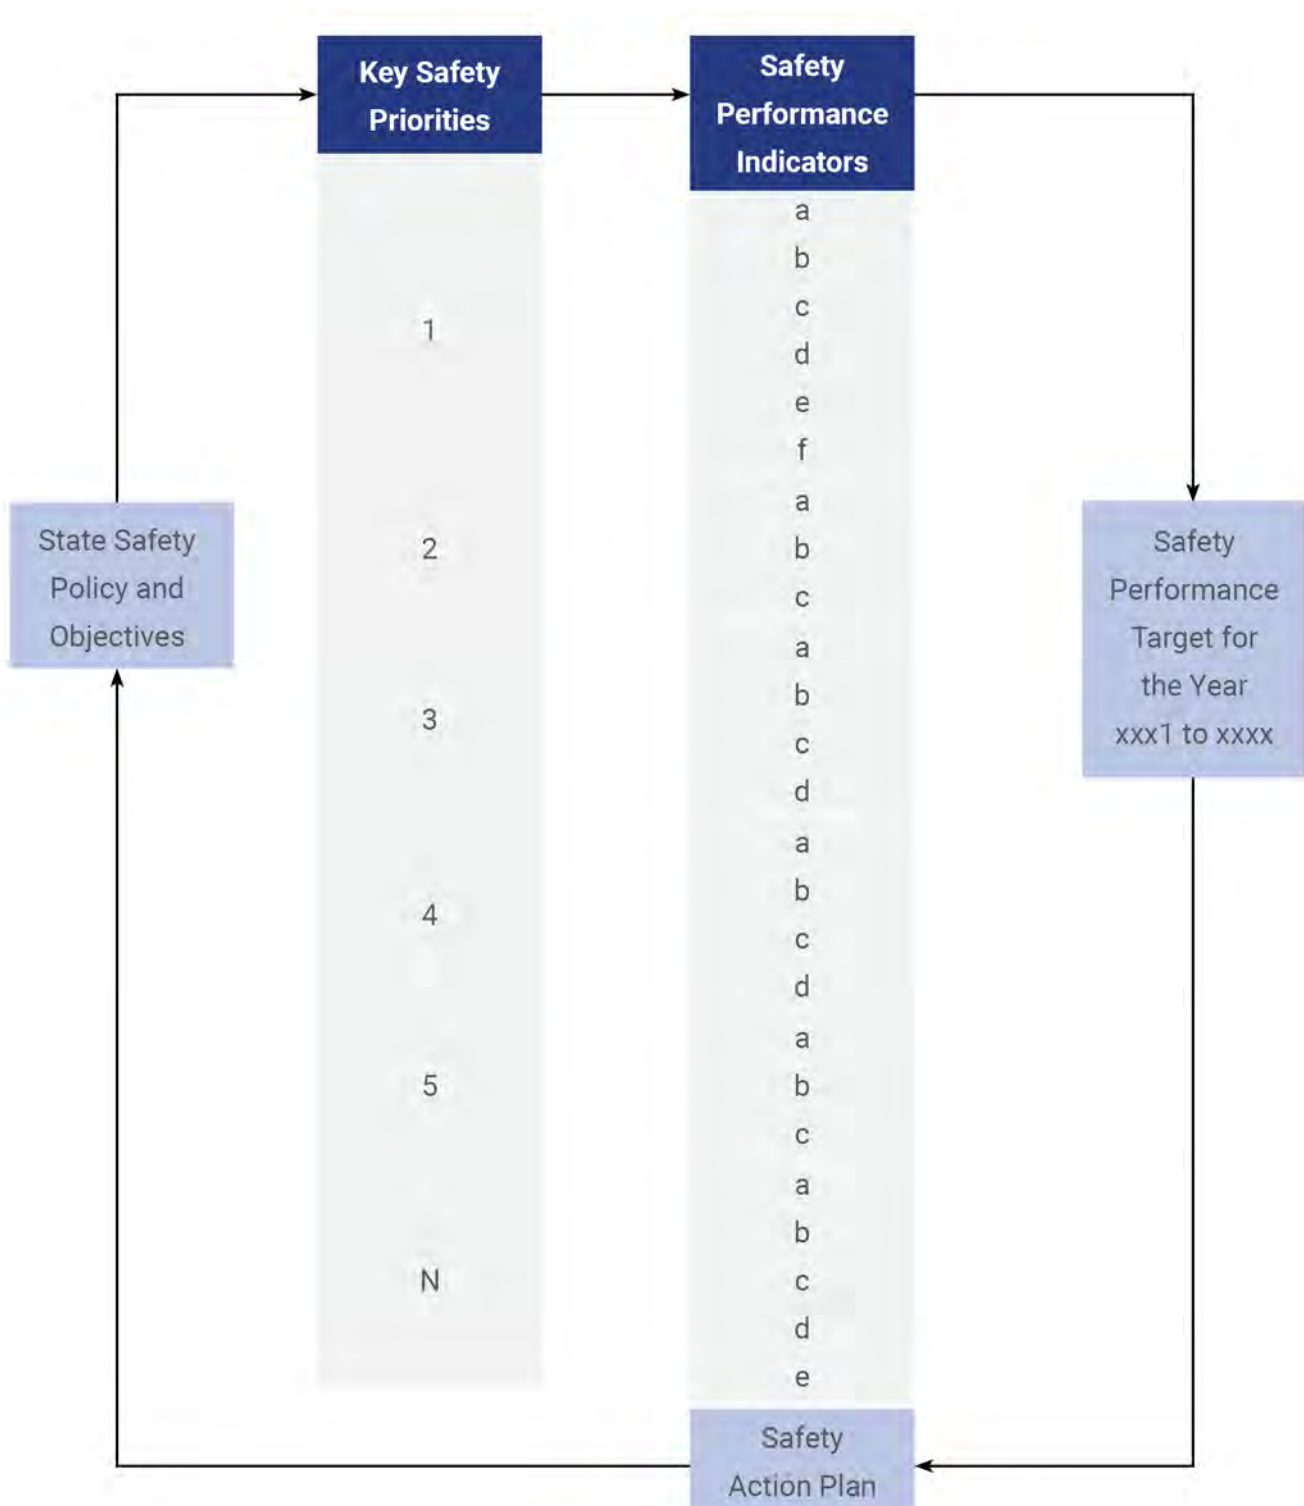 Key Safety
Priorities
Safety
Performance
Indicators
1
2
3
4
5
N
a
b
c
d
e
f
a
b
c
a
b
c
d
a
b
c
d
a
b
c
a
b
c
d
e
State Safety
Policy and
Objectives
Safety
Performance
Target for
the Year
xxx1 to xxxx
Safety
Action Plan